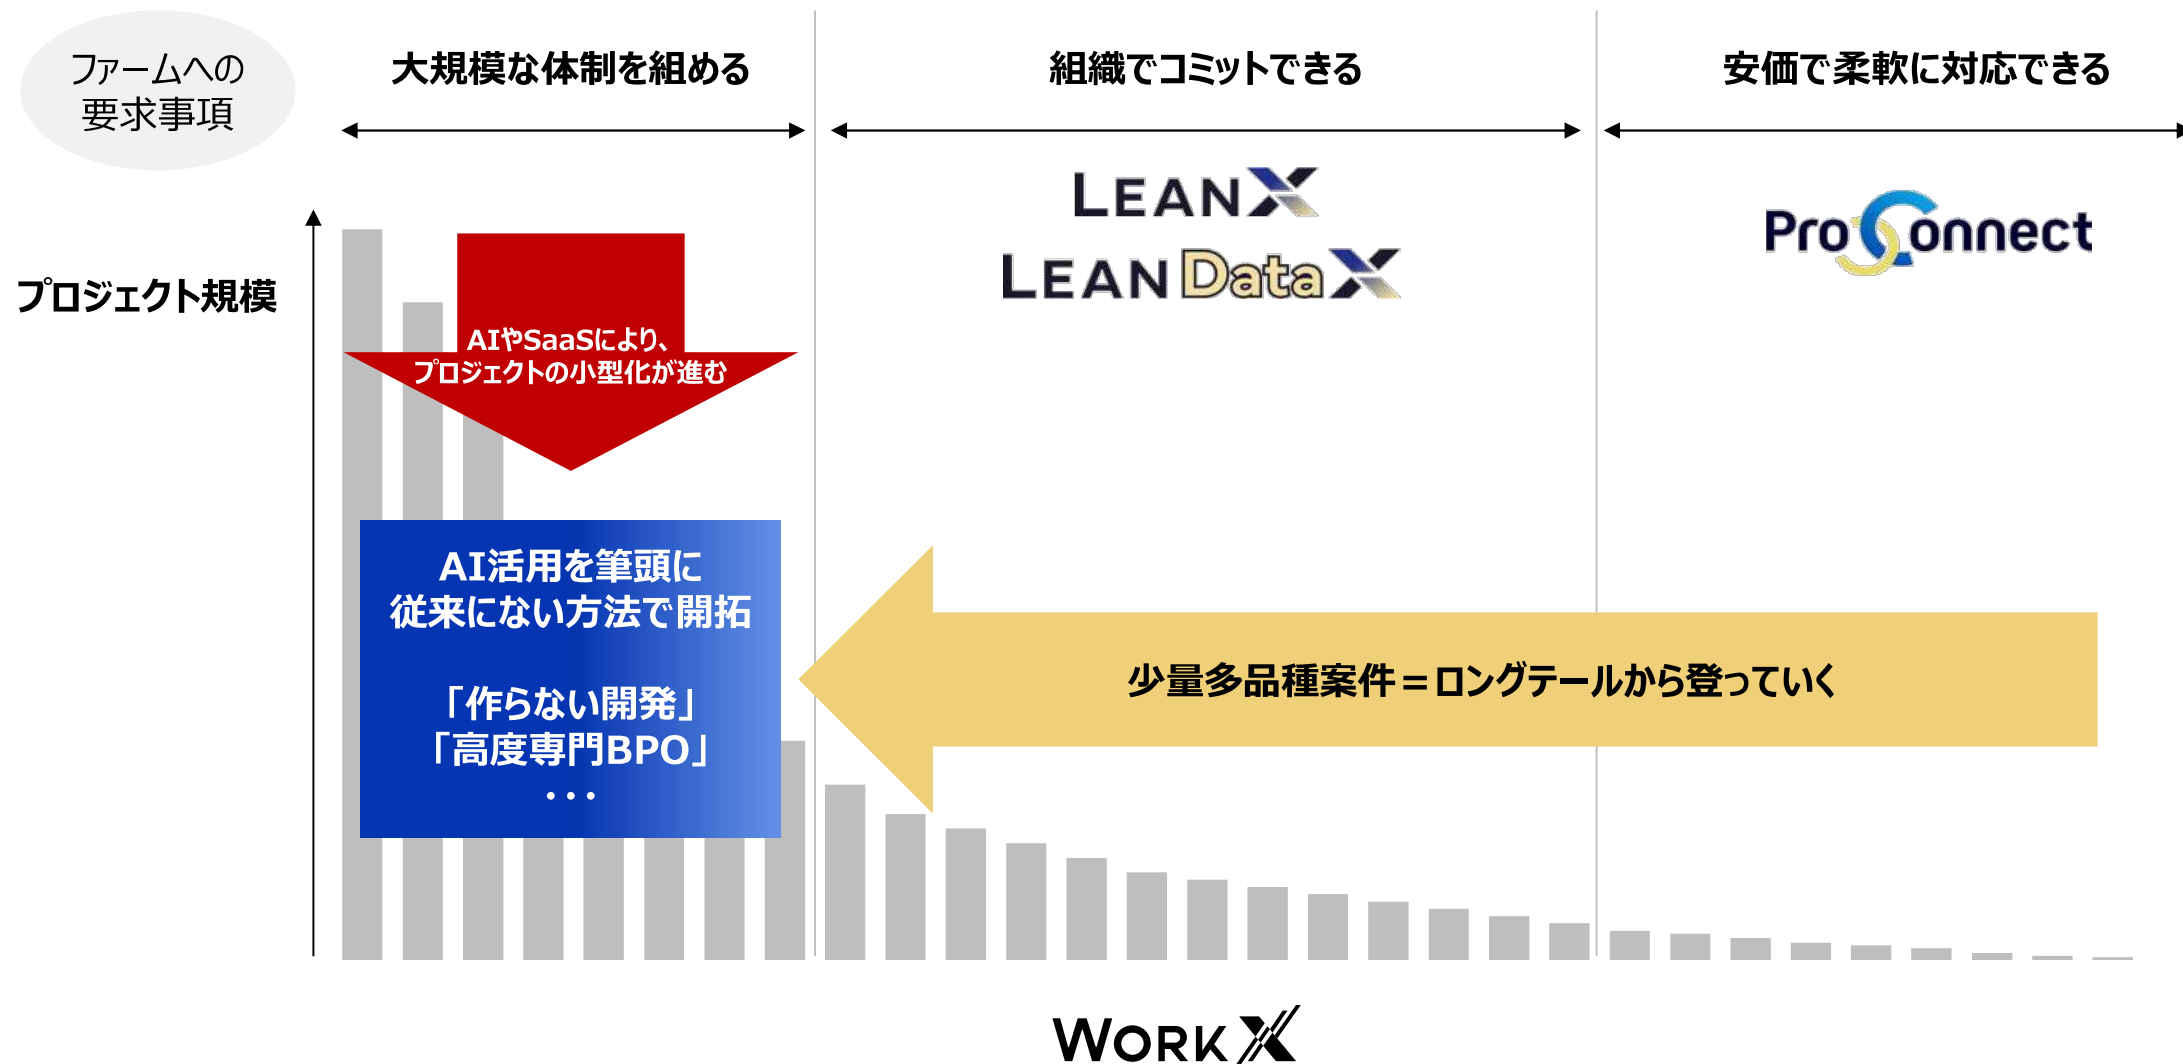 ファームへの
要求事項
大規模な体制を組める
組織でコミットできる
安価で柔軟に対応できる
LEANX
LEAN DataX
ProConnect
プロジェクト規模
AIやSaaSにより、
プロジェクトの小型化が進む
AI活用を筆頭に
従来にない方法で開拓
「作らない開発」
「高度専門BPO」
・・・
少量多品種案件＝ロングテールから登っていく
WORKX